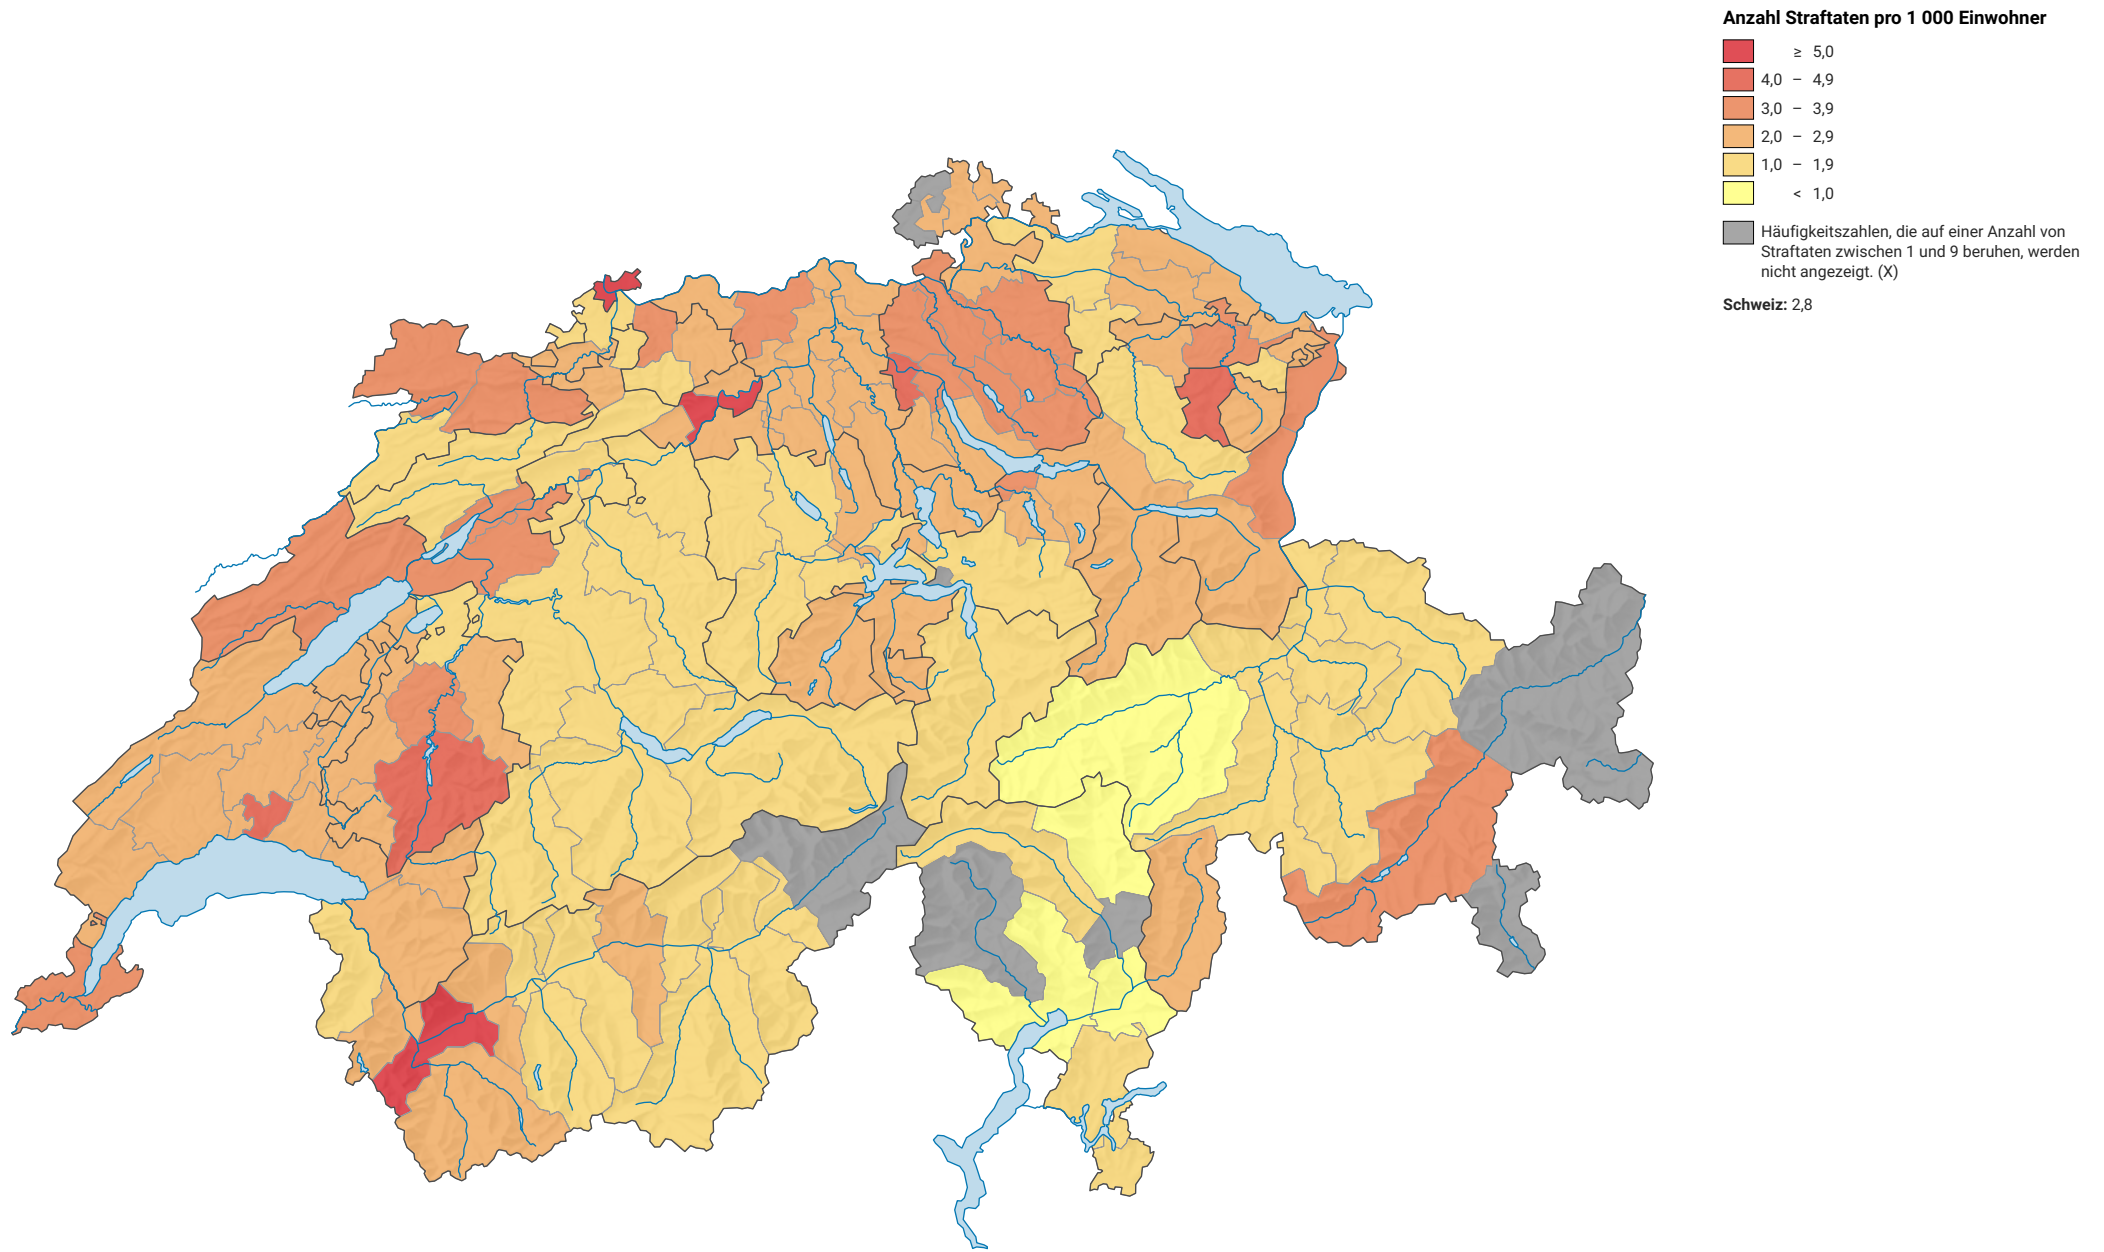 Anzahl Straftaten pro 1 000 Einwohner
≥ 5,0
4,0 – 4,9
3,0 – 3,9
2,0 – 2,9
1,0 – 1,9
< 1,0
Häufigkeitszahlen, die auf einer Anzahl von
Straftaten zwischen 1 und 9 beruhen, werden
nicht angezeigt. (X)
Schweiz: 2,8